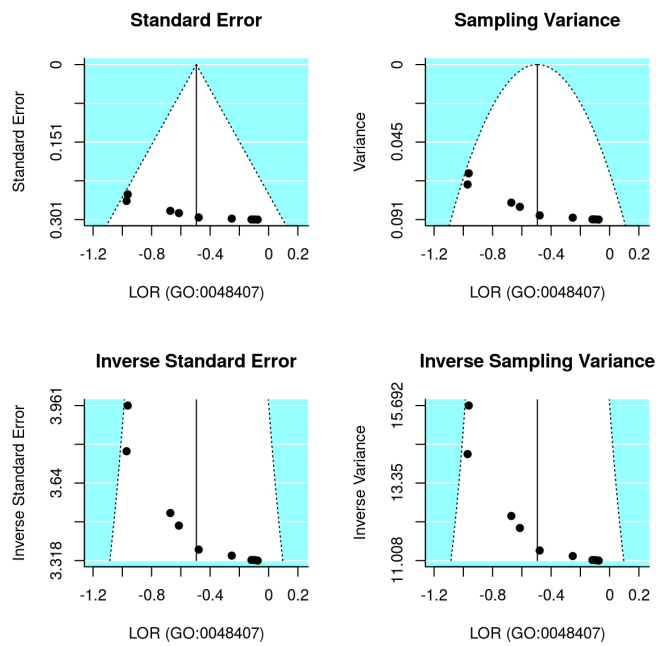 Standard Error
Sampling Variance
Standard Error
0
0.151
0.301
-1.2
-0.8
-0.4
0
0.2
LOR (GO:0048407)
Variance
0
0.045
0.091
-1.2
-0.8
-0.4
0
0.2
LOR (GO:0048407)
Inverse Standard Error
Inverse Sampling Variance
Inverse Standard Error
3.961
3.64
3.318
-1.2
-0.8
-0.4
0
0.2
LOR (GO:0048407)
Inverse Variance
15.692
13.35
11.008
-1.2
-0.8
-0.4
0
0.2
LOR (GO:0048407)